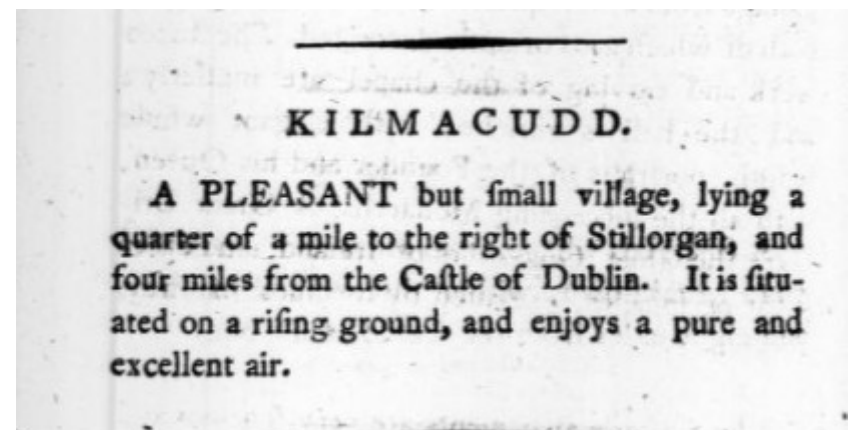 KILMACUDD.
A PLEASANT but ſmall village, lying a
quarter of a mile to the right of Stillorgan, and
four miles from the Caſtle of Dublin. It is ſitu-
ated on a riſing ground, and enjoys a pure and
excellent air.